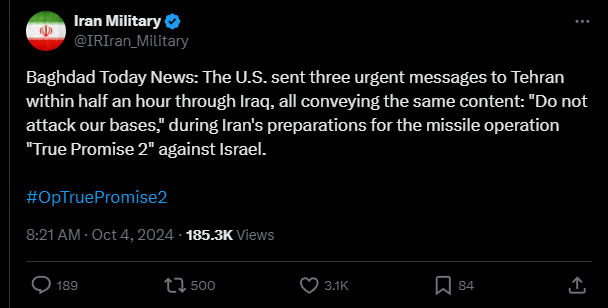 Iran Military
@IRIran_Military
Baghdad Today News: The U.S. sent three urgent messages to Tehran
within half an hour through Iraq, all conveying the same content: "Do not
attack our bases," during Iran's preparations for the missile operation
"True Promise 2" against Israel.
#OpTruePromise2
8:21 AM · Oct 4, 2024 · 185.3K Views
189 500 3.1K 84